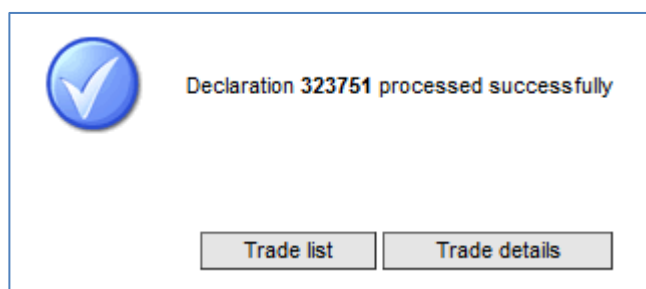 Declaration 323751 processed successfully
Trade list
Trade details